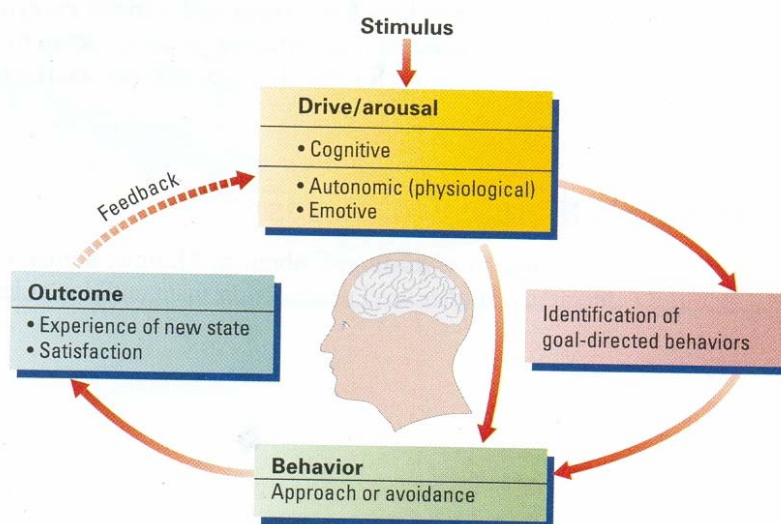 Stimulus
Drive/arousal
• Cognitive
• Autonomic (physiological)
• Emotive
Feedback
Outcome
• Experience of new state
• Satisfaction
Identification of
goal-directed behaviors
Behavior
Approach or avoidance